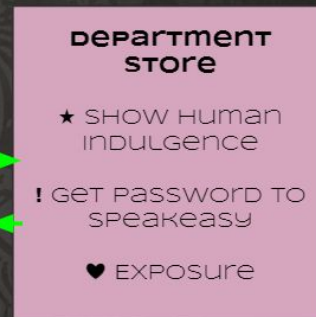 Department
Store
★ Show Human
Indulgence
! Get Password to
Speakeasy
♥ Exposure